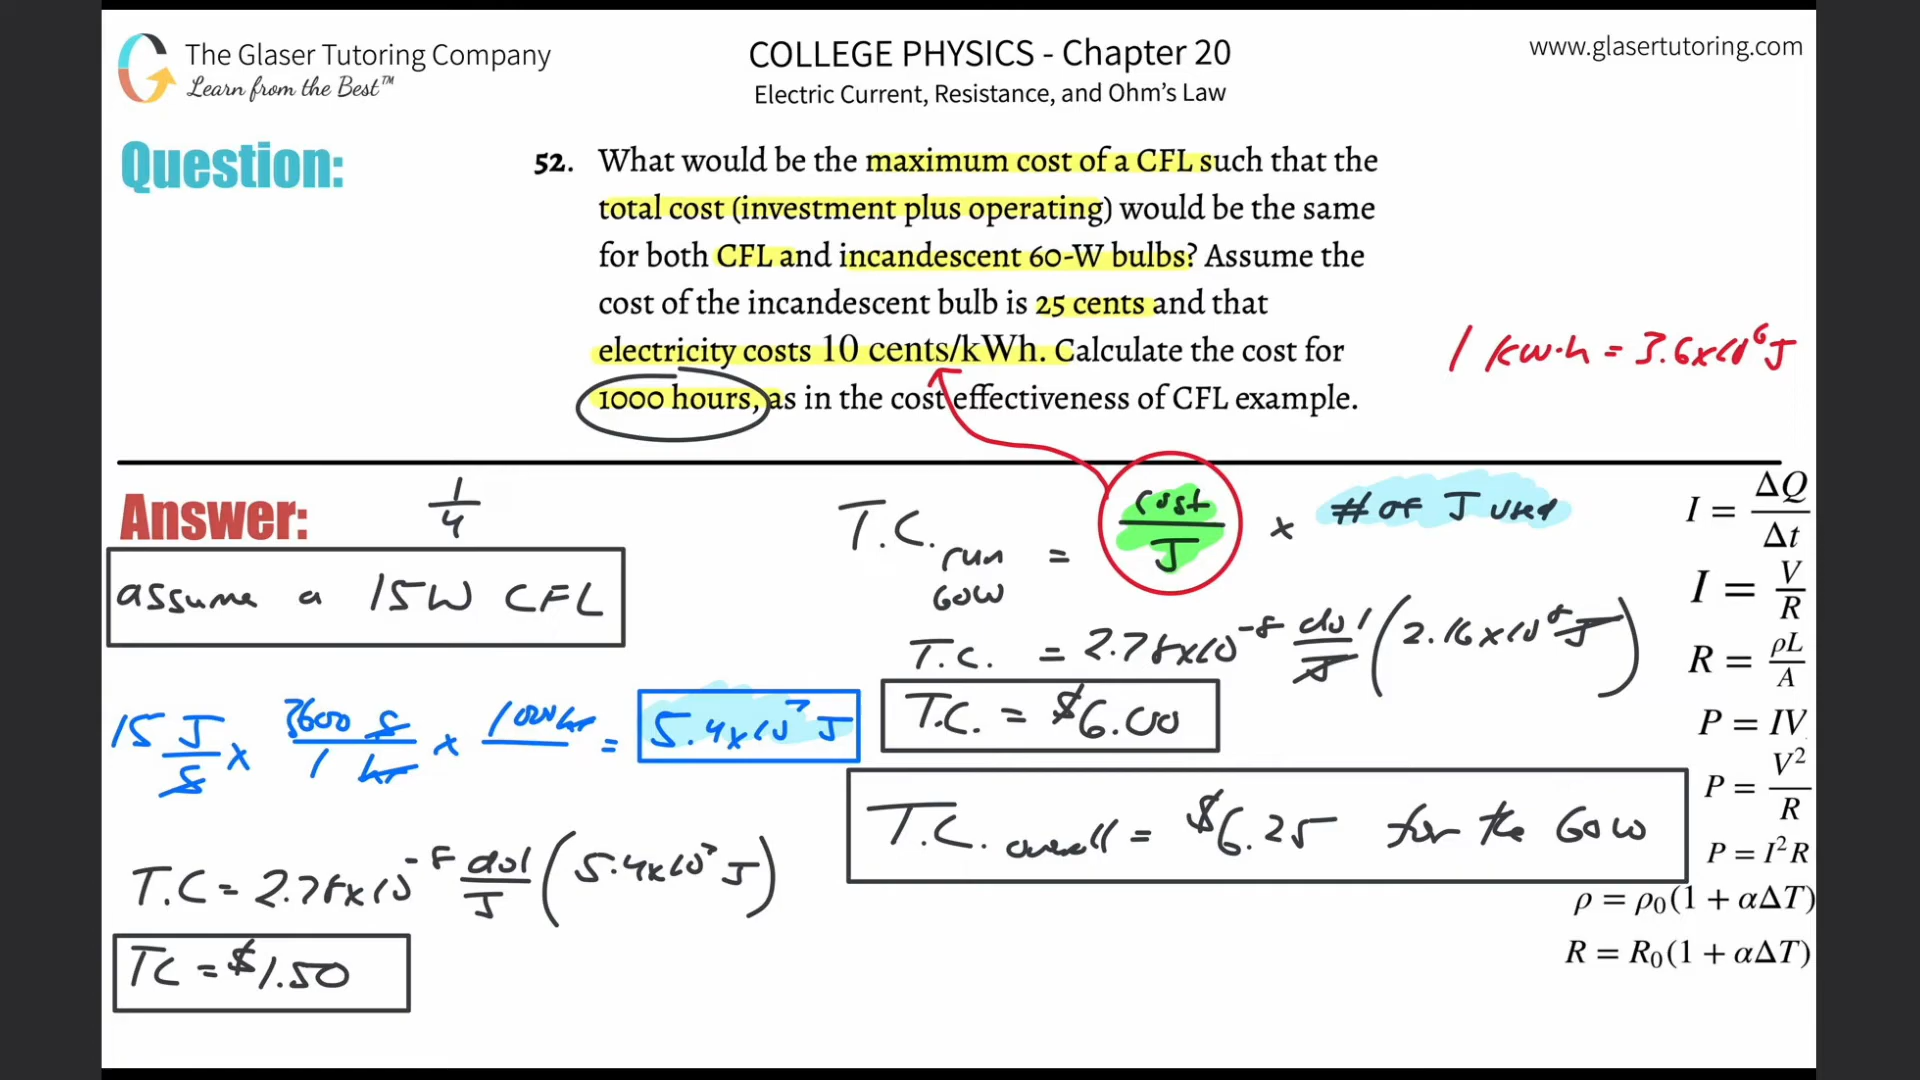 The Glaser Tutoring Company
Learn from the Best™
COLLEGE PHYSICS - Chapter 20
Electric Current, Resistance, and Ohm's Law
www.glasertutoring.com
Question:
52. What would be the maximum cost of a CFL such that the
total cost (investment plus operating) would be the same
for both CFL and incandescent 60-W bulbs? Assume the
cost of the incandescent bulb is 25 cents and that
electricity costs 10 cents/kWh. Calculate the cost for
1000 hours, as in the cost effectiveness of CFL example.
1 kW·h = 3.6x10⁶ J
Answer:
1/4
assume a 15W CFL
15 J/s x 3600 s/1 hr x 1000 hr = 5.4x10⁷ J
T.C = 2.78x10⁻⁸ dol/J (5.4x10⁷ J)
TC = $1.50
T.C. run 60W = cost/J x # of J used
T.C. = 2.78x10⁻⁸ dol/J (2.16x10⁸ J)
T.C. = $6.00
T.C. overall = $6.25 for the 60W
I = ΔQ/Δt
I = V/R
R = ρL/A
P = IV
P = V²/R
P = I²R
ρ = ρ₀(1 + αΔT)
R = R₀(1 + αΔT)